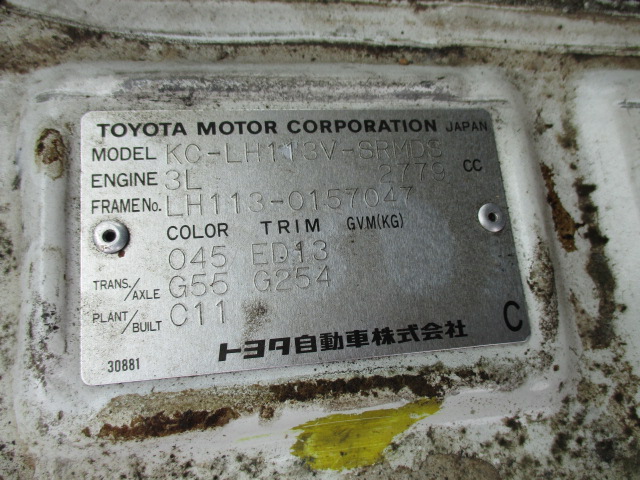 TOYOTA MOTOR CORPORATION JAPAN
MODEL KC-LH113V-SRMDS
ENGINE 3L 2779 CC
FRAME No. LH113-0157047
COLOR TRIM GVM(KG)
045 ED13
TRANS./AXLE G55 G254
PLANT/BUILT C11
30881 トヨタ自動車株式会社 C